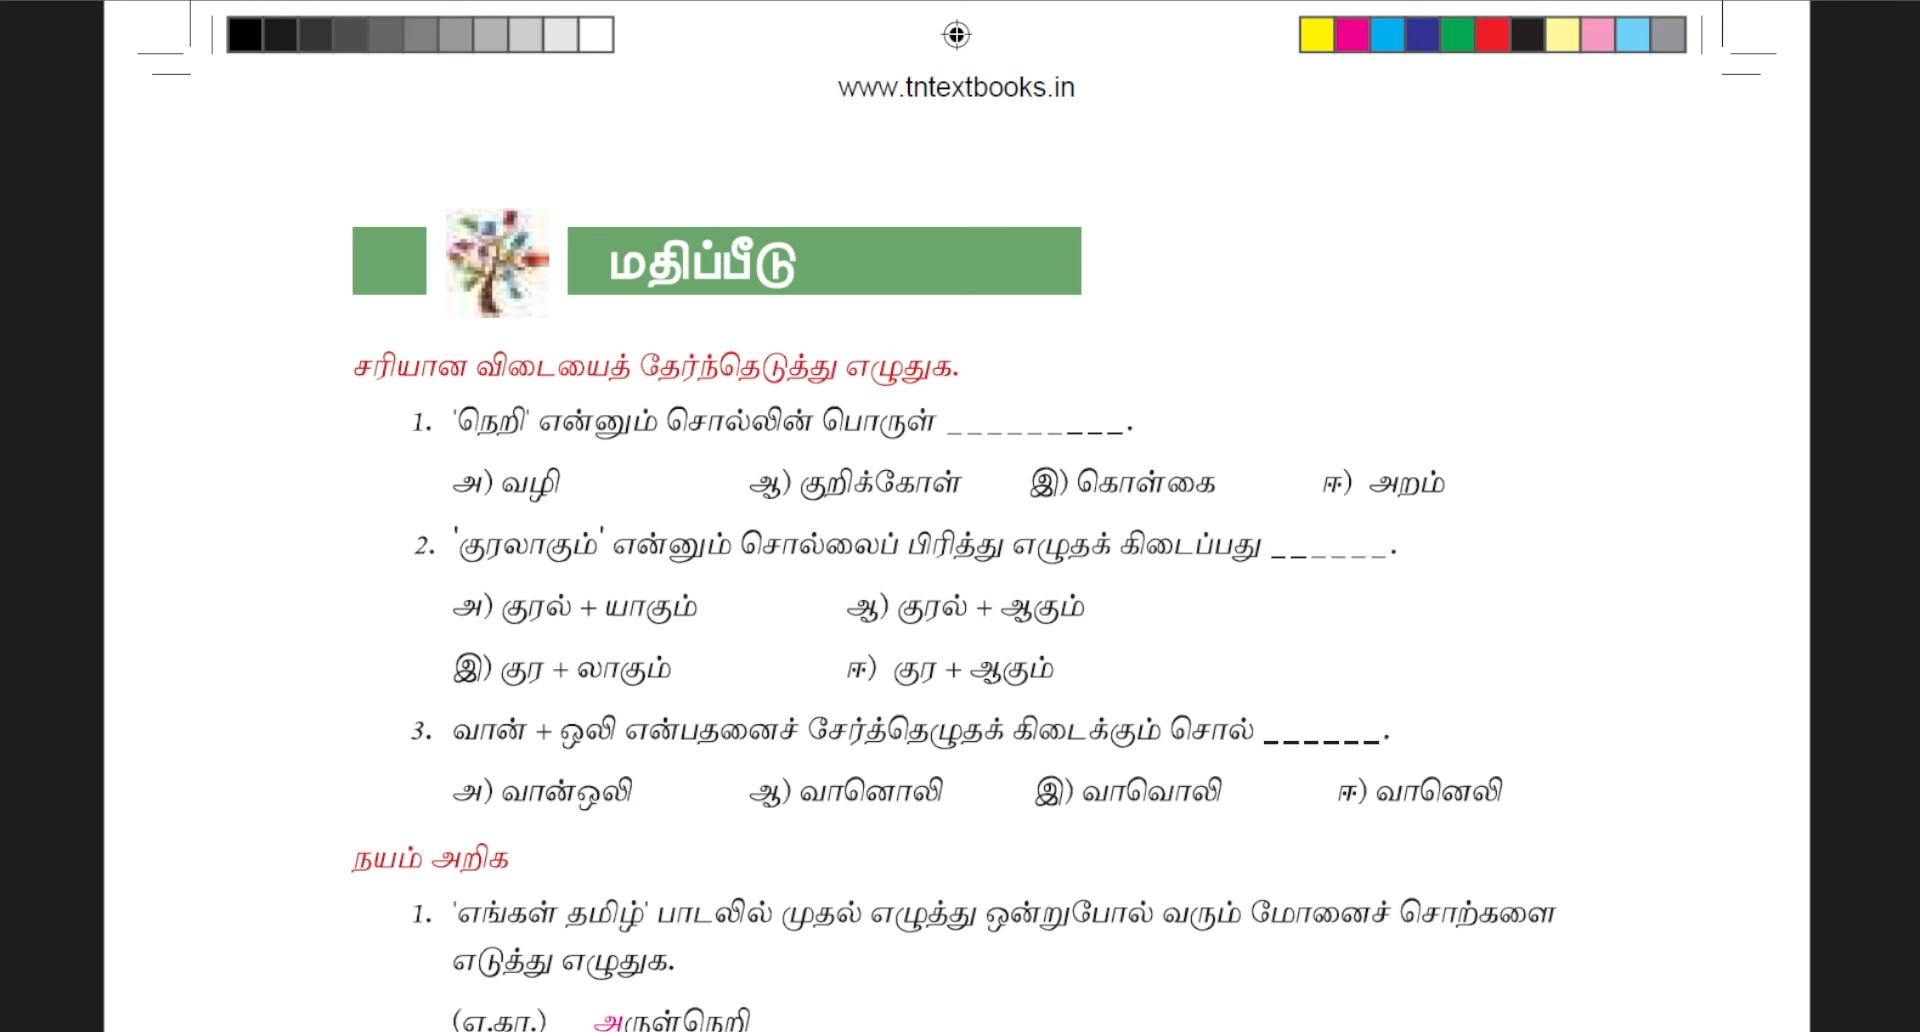 www.tntextbooks.in
மதிப்பீடு
சரியான விடையைத் தேர்ந்தெடுத்து எழுதுக.
1. 'நெறி' என்னும் சொல்லின் பொருள் _________.
அ) வழி ஆ) குறிக்கோள் இ) கொள்கை ஈ) அறம்
2. 'குரலாகும்' என்னும் சொல்லைப் பிரித்து எழுதக் கிடைப்பது ______.
அ) குரல் + யாகும் ஆ) குரல் + ஆகும்
இ) குர + லாகும் ஈ) குர + ஆகும்
3. வான் + ஒலி என்பதனைச் சேர்த்தெழுதக் கிடைக்கும் சொல் ______.
அ) வான்ஒலி ஆ) வானொலி இ) வாவொலி ஈ) வானெலி
நயம் அறிக
1. 'எங்கள் தமிழ்' பாடலில் முதல் எழுத்து ஒன்றுபோல் வரும் மோனைச் சொற்களை
எடுத்து எழுதுக.
(எ.கா.) அருள்நெறி